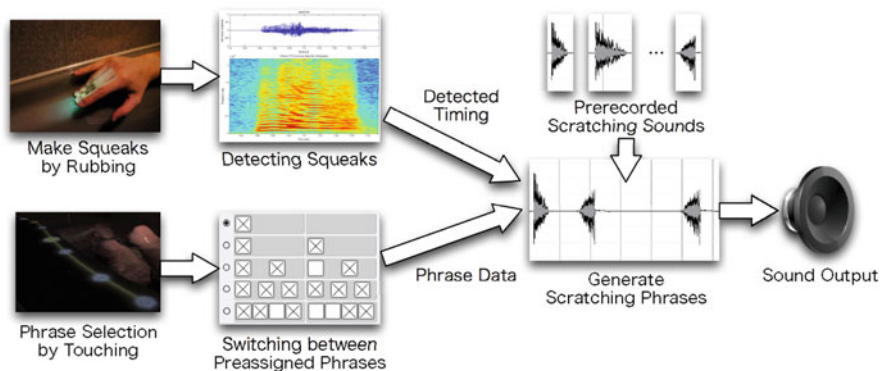 Make Squeaks
by Rubbing
Detecting Squeaks
Detected
Timing
...
Prerecorded
Scratching Sounds
Phrase Selection
by Touching
Switching between
Preassigned Phrases
Phrase Data
Generate
Scratching Phrases
Sound Output